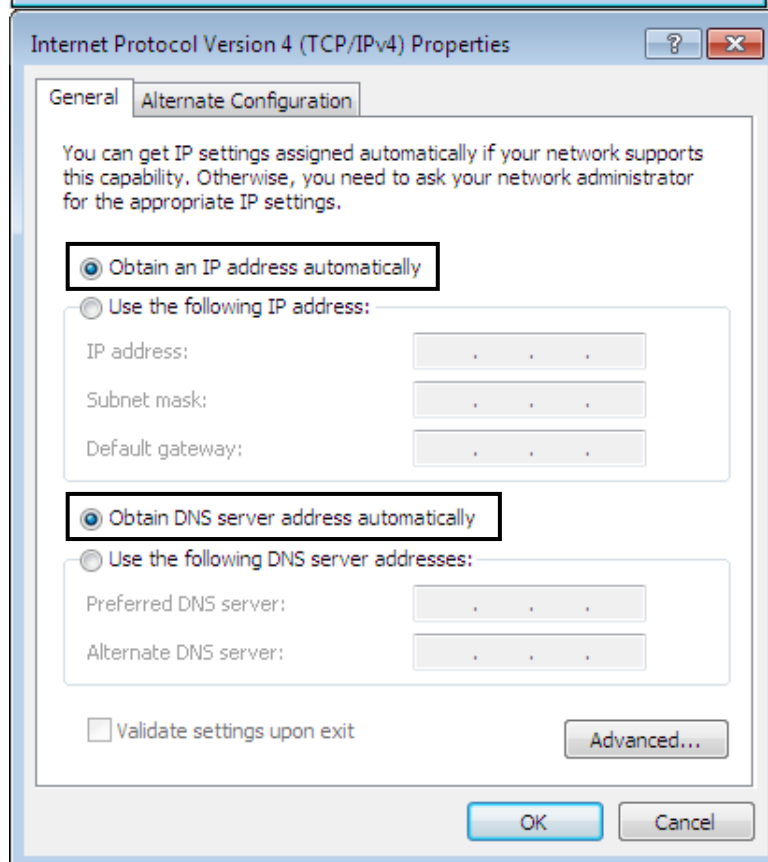 Internet Protocol Version 4 (TCP/IPv4) Properties
General
Alternate Configuration
You can get IP settings assigned automatically if your network supports
this capability. Otherwise, you need to ask your network administrator
for the appropriate IP settings.
Obtain an IP address automatically
Use the following IP address:
IP address:
Subnet mask:
Default gateway:
Obtain DNS server address automatically
Use the following DNS server addresses:
Preferred DNS server:
Alternate DNS server:
Validate settings upon exit
Advanced...
OK
Cancel